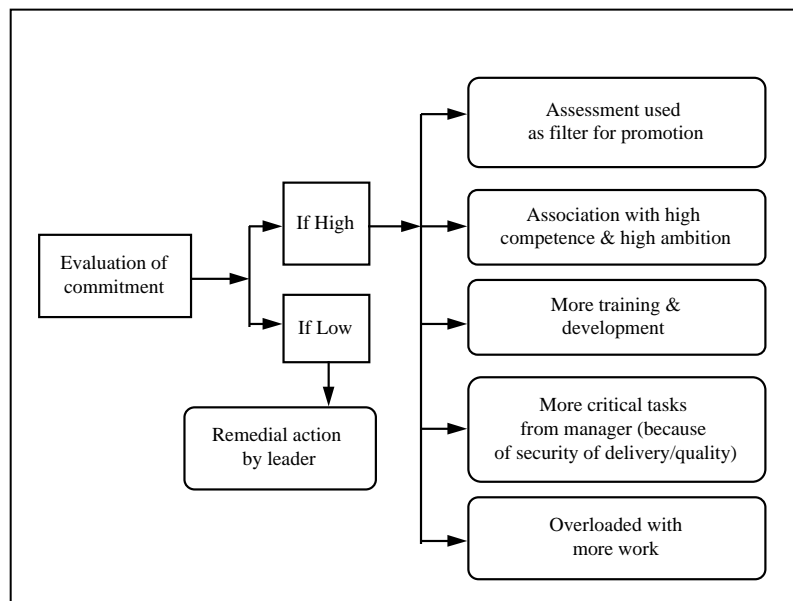 Evaluation of
commitment
If High
If Low
Remedial action
by leader
Assessment used
as filter for promotion
Association with high
competence & high ambition
More training &
development
More critical tasks
from manager (because
of security of delivery/quality)
Overloaded with
more work